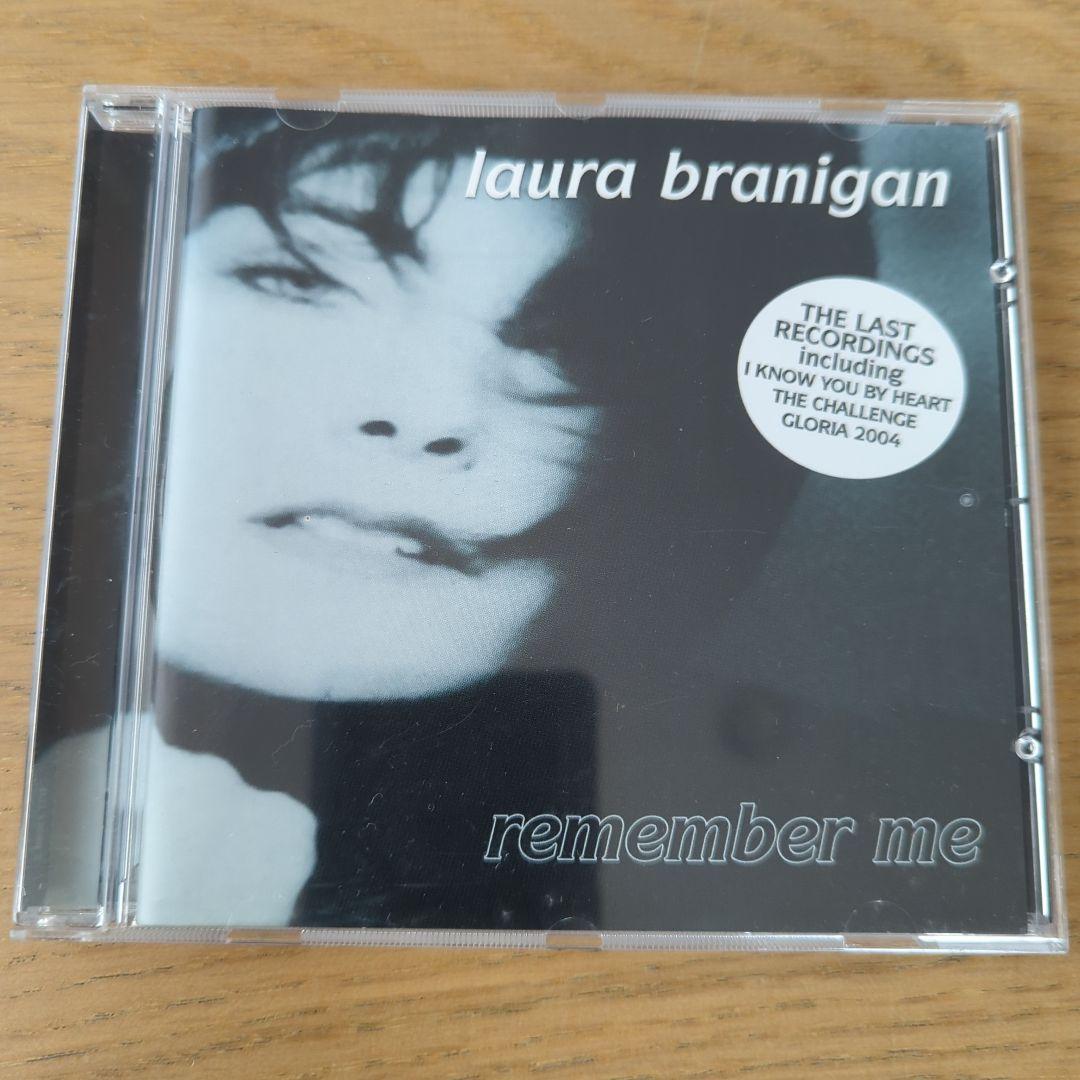 laura branigan
THE LAST
RECORDINGS
including
I KNOW YOU BY HEART
THE CHALLENGE
GLORIA 2004
remember me